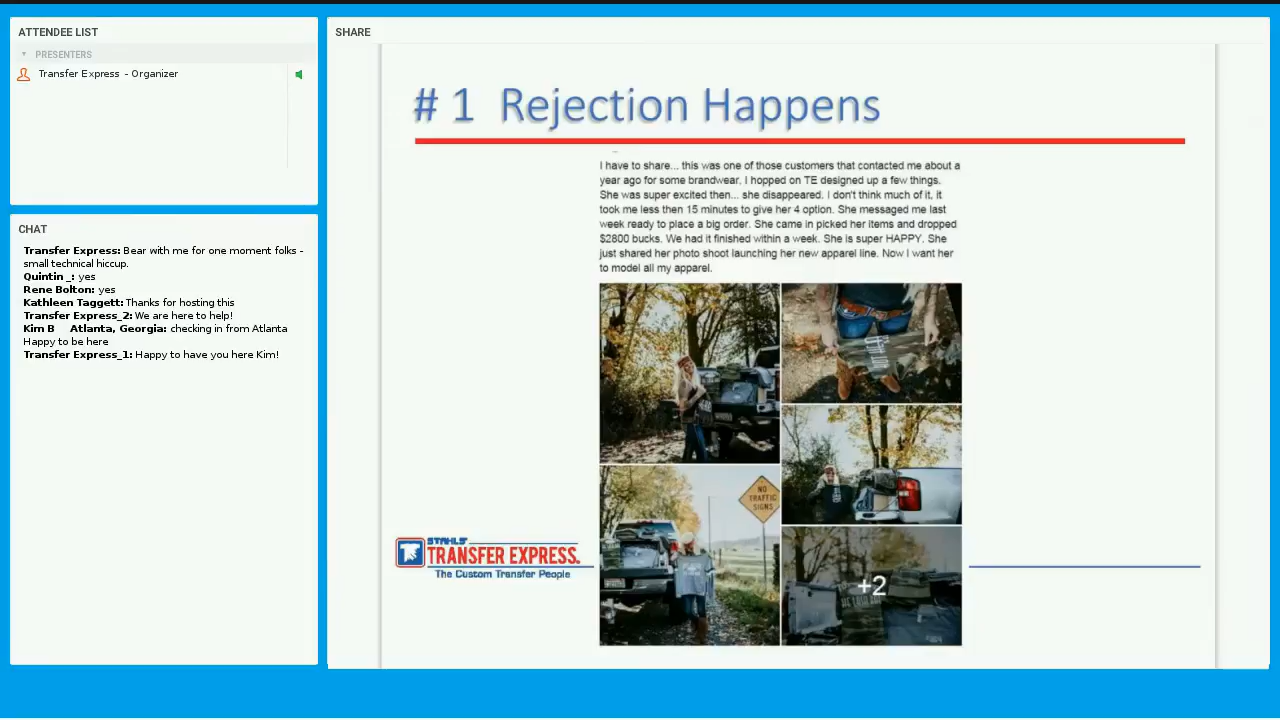 ATTENDEE LIST
PRESENTERS
Transfer Express - Organizer
CHAT
Transfer Express: Bear with me for one moment folks -
small technical hiccup.
Quintin _: yes
Rene Bolton: yes
Kathleen Taggett: Thanks for hosting this
Transfer Express_2: We are here to help!
Kim B Atlanta, Georgia: checking in from Atlanta
Happy to be here
Transfer Express_1: Happy to have you here Kim!
SHARE
# 1 Rejection Happens
I have to share... this was one of those customers that contacted me about a
year ago for some brandwear, I hopped on TE designed up a few things.
She was super excited then... she disappeared. I don't think much of it, it
took me less then 15 minutes to give her 4 option. She messaged me last
week ready to place a big order. She came in picked her items and dropped
$2800 bucks. We had it finished within a week. She is super HAPPY. She
just shared her photo shoot launching her new apparel line. Now I want her
to model all my apparel.
NO
TRAFFIC
SIGNS
+2
STAHLS'
TRANSFER EXPRESS.
The Custom Transfer People